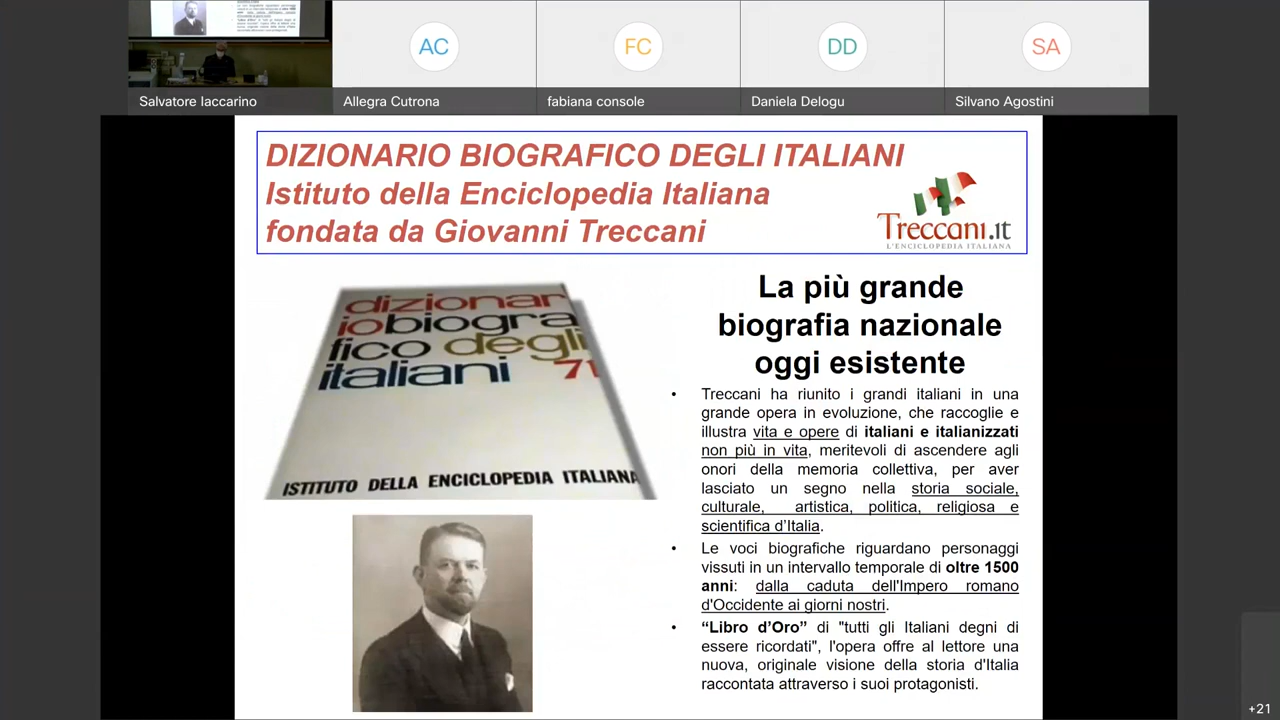 AC
FC
DD
SA
Salvatore Iaccarino
Allegra Cutrona
fabiana console
Daniela Delogu
Silvano Agostini
DIZIONARIO BIOGRAFICO DEGLI ITALIANI
Istituto della Enciclopedia Italiana
fondata da Giovanni Treccani
Treccani.it
L'ENCICLOPEDIA ITALIANA
dizionar
iobiogra
fico degli
italiani 71
ISTITUTO DELLA ENCICLOPEDIA ITALIANA
La più grande
biografia nazionale
oggi esistente
• Treccani ha riunito i grandi italiani in una
grande opera in evoluzione, che raccoglie e
illustra vita e opere di italiani e italianizzati
non più in vita, meritevoli di ascendere agli
onori della memoria collettiva, per aver
lasciato un segno nella storia sociale,
culturale, artistica, politica, religiosa e
scientifica d'Italia.
• Le voci biografiche riguardano personaggi
vissuti in un intervallo temporale di oltre 1500
anni: dalla caduta dell'Impero romano
d'Occidente ai giorni nostri.
• “Libro d’Oro” di "tutti gli Italiani degni di
essere ricordati", l'opera offre al lettore una
nuova, originale visione della storia d'Italia
raccontata attraverso i suoi protagonisti.
+21